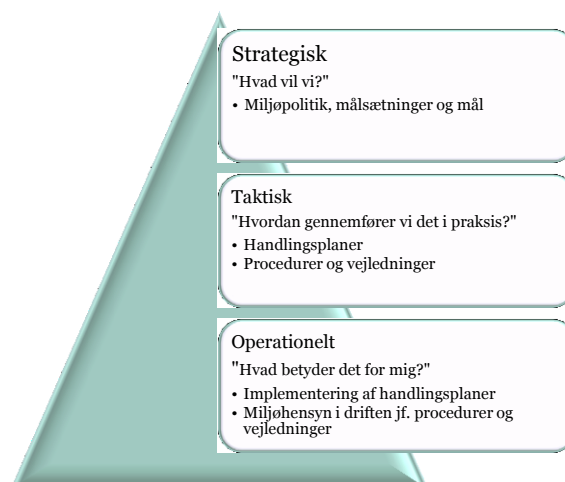 Strategisk
"Hvad vil vi?"
• Miljøpolitik, målsætninger og mål
Taktisk
"Hvordan gennemfører vi det i praksis?"
• Handlingsplaner
• Procedurer og vejledninger
Operationelt
"Hvad betyder det for mig?"
• Implementering af handlingsplaner
• Miljøhensyn i driften jf. procedurer og
vejledninger